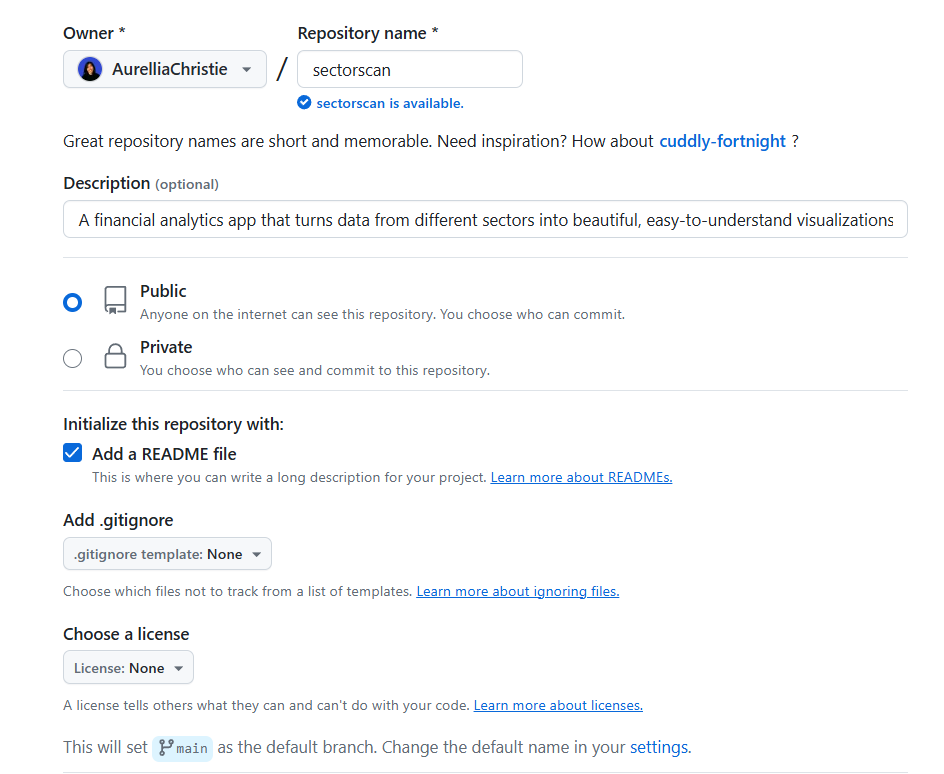 Owner * Repository name *
AurelliaChristie / sectorscan
sectorscan is available.
Great repository names are short and memorable. Need inspiration? How about cuddly-fortnight ?
Description (optional)
A financial analytics app that turns data from different sectors into beautiful, easy-to-understand visualizations
Public
Anyone on the internet can see this repository. You choose who can commit.
Private
You choose who can see and commit to this repository.
Initialize this repository with:
Add a README file
This is where you can write a long description for your project. Learn more about READMEs.
Add .gitignore
.gitignore template: None
Choose which files not to track from a list of templates. Learn more about ignoring files.
Choose a license
License: None
A license tells others what they can and can't do with your code. Learn more about licenses.
This will set main as the default branch. Change the default name in your settings.